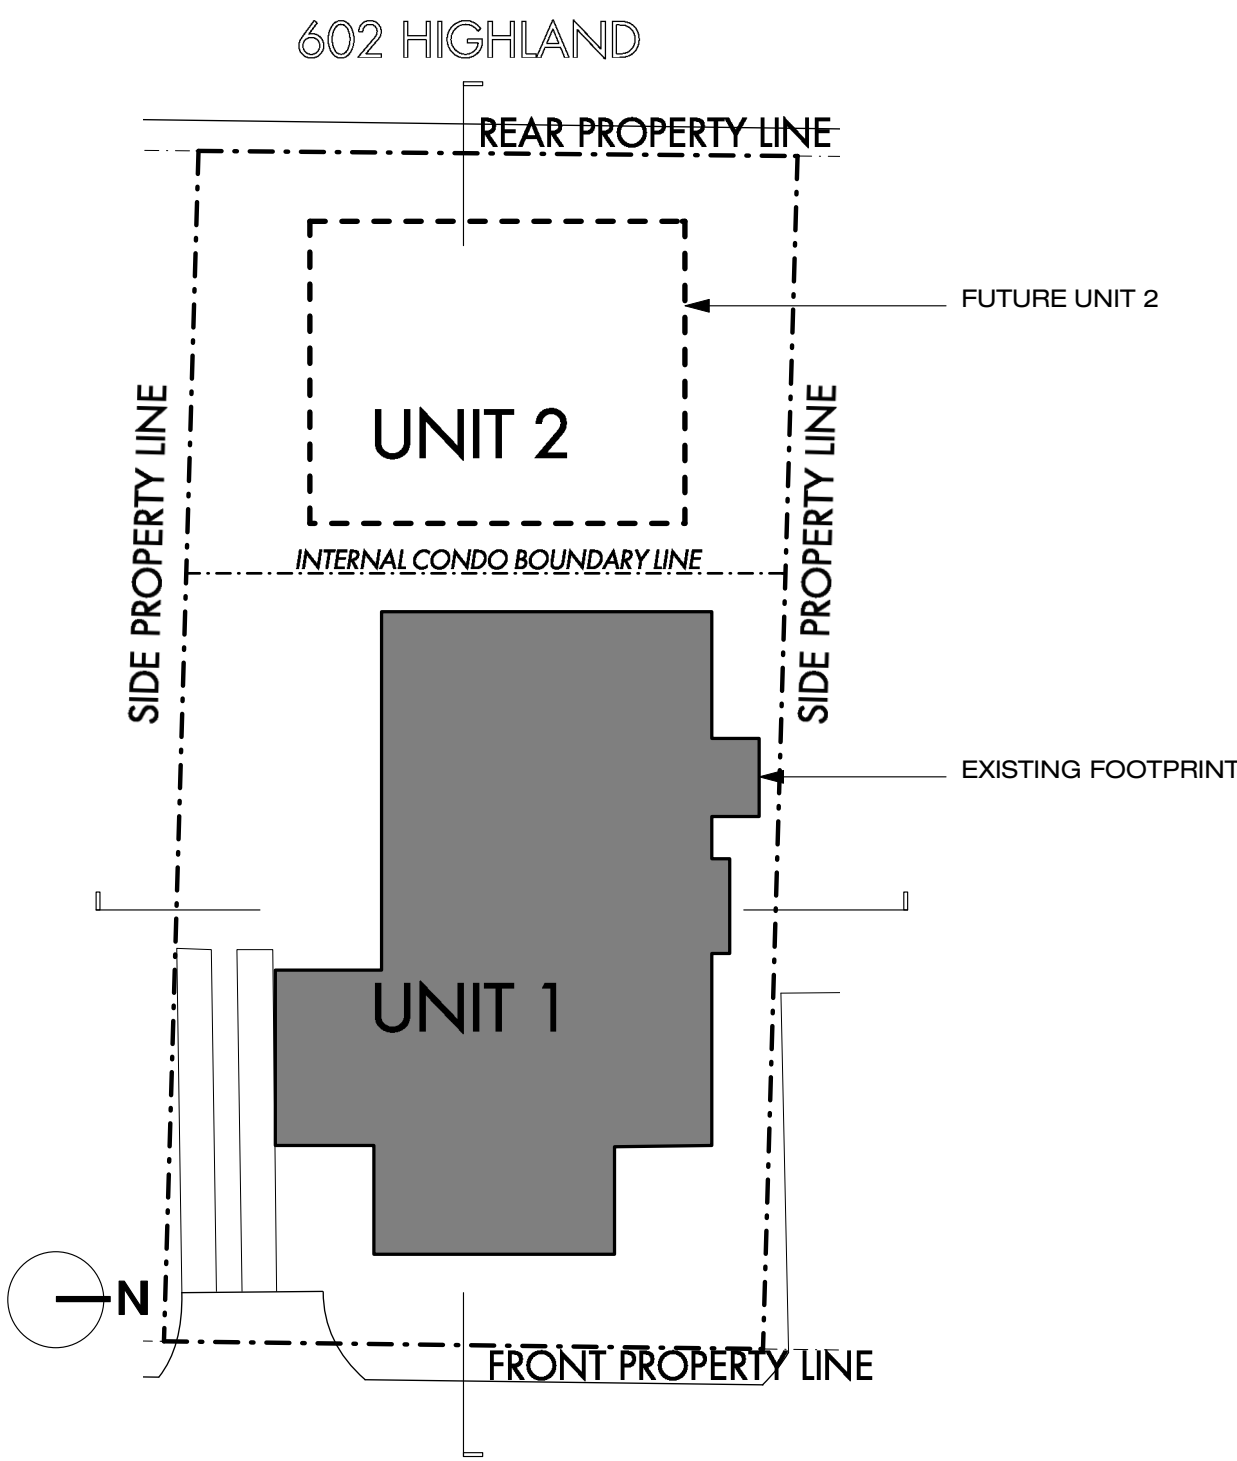 602 HIGHLAND
REAR PROPERTY LINE
FUTURE UNIT 2
SIDE PROPERTY LINE
SIDE PROPERTY LINE
UNIT 2
INTERNAL CONDO BOUNDARY LINE
EXISTING FOOTPRINT
UNIT 1
N
FRONT PROPERTY LINE